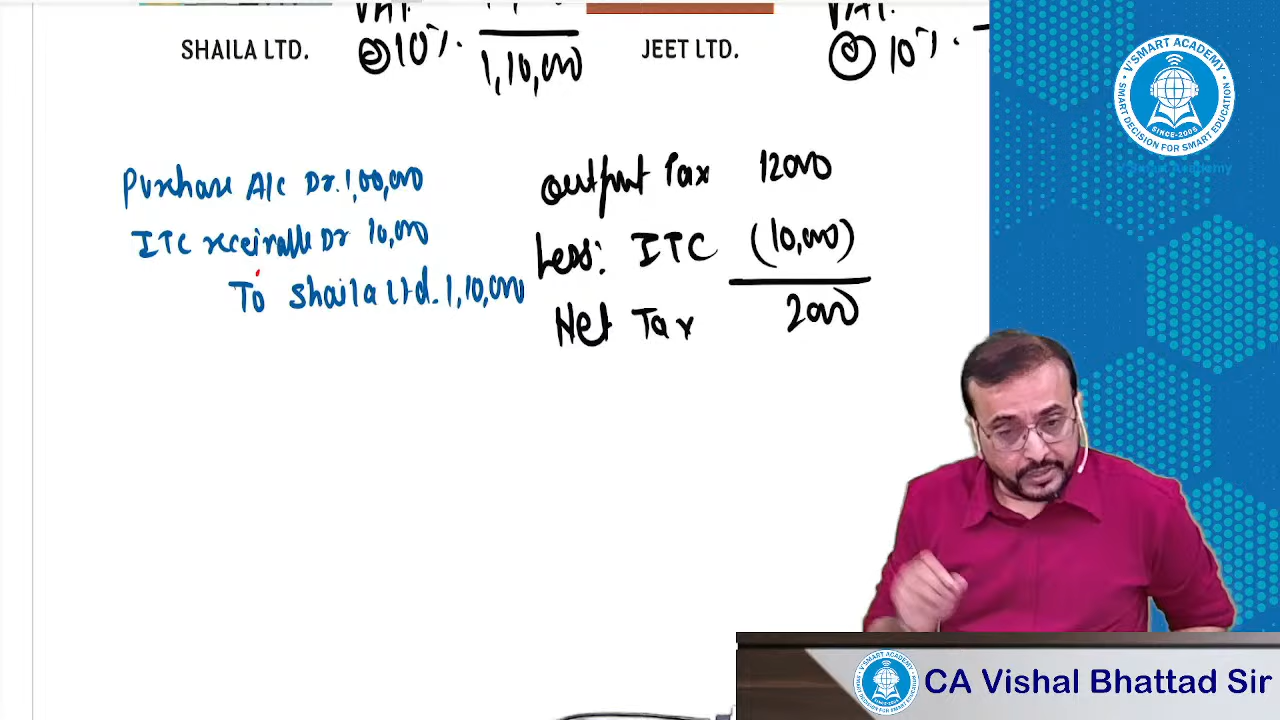 VAT.
@10%.
1,10,000
SHAILA LTD.
JEET LTD.
VAT.
@10%.
Purchase A/c Dr. 1,00,000
ITC receivable Dr 10,000
To Shaila Ltd. 1,10,000
Output Tax 12000
Less: ITC (10,000)
Net Tax 2000
V'SMART ACADEMY
SINCE-2005
SMART DECISION FOR SMART EDUCATION
CA Vishal Bhattad Sir